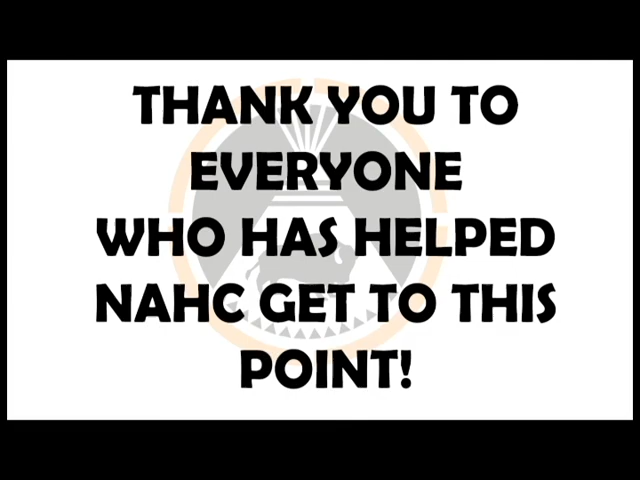 THANK YOU TO
EVERYONE
WHO HAS HELPED
NAHC GET TO THIS
POINT!